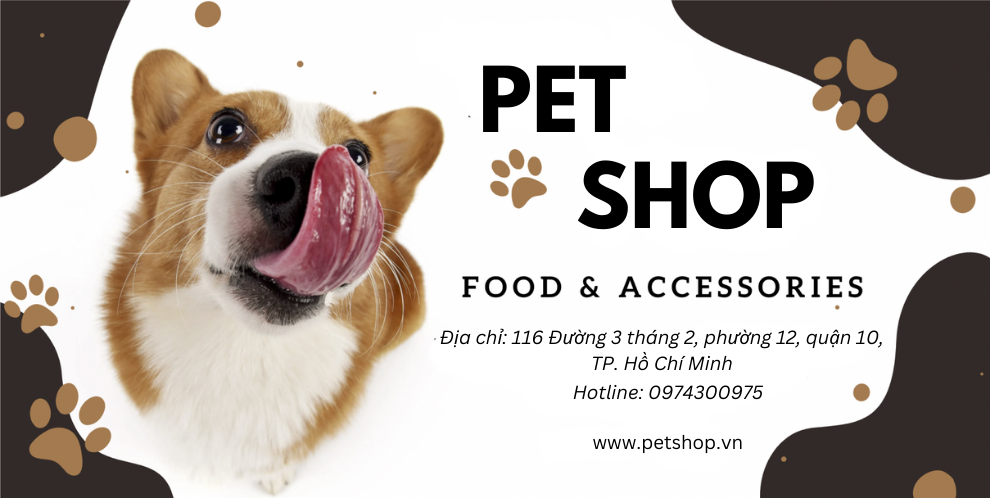 PET
SHOP
FOOD & ACCESSORIES
Địa chỉ: 116 Đường 3 tháng 2, phường 12, quận 10,
TP. Hồ Chí Minh
Hotline: 0974300975
www.petshop.vn